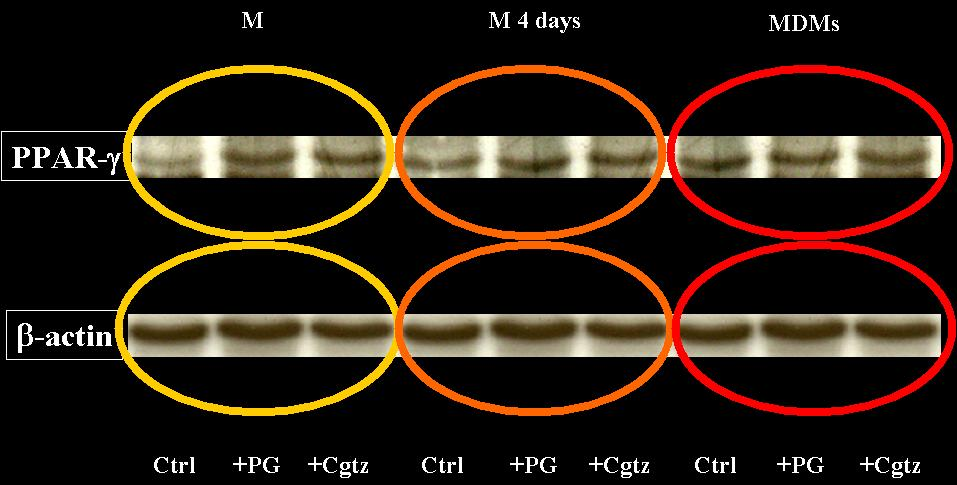 M M 4 days MDMs
PPAR-γ
β-actin
Ctrl +PG +Cgtz Ctrl +PG +Cgtz Ctrl +PG +Cgtz